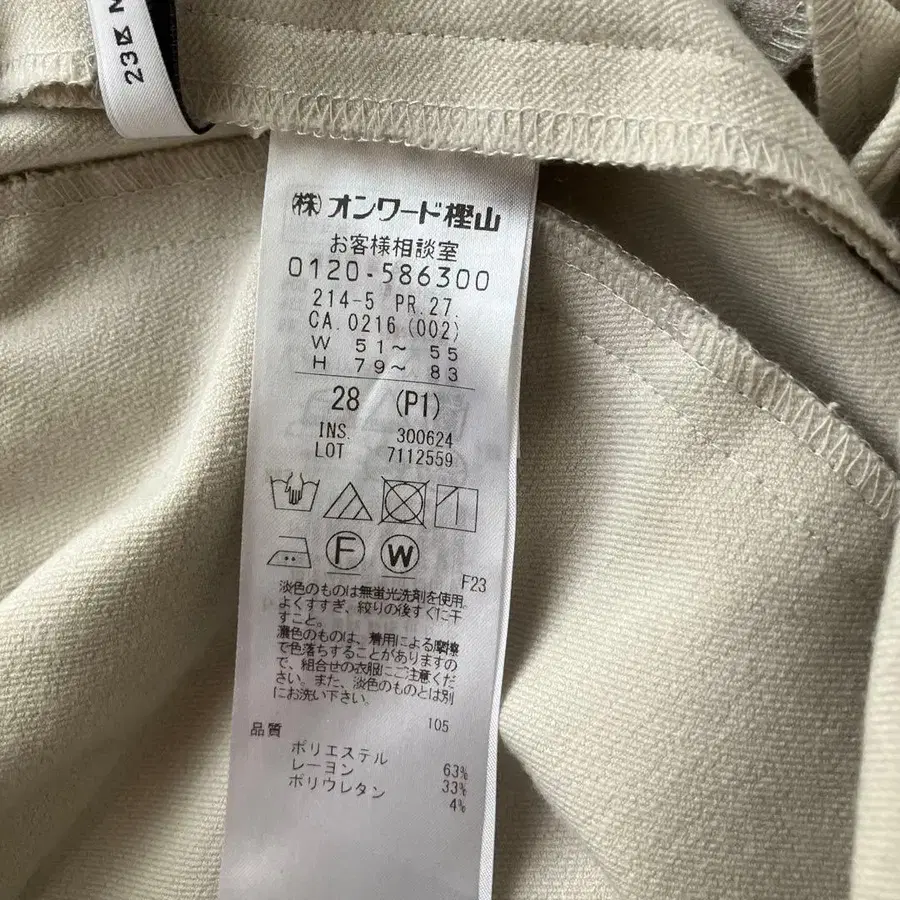 23区
㈱オンワード樫山
お客様相談室
0120-586300
214-5 PR.27.
CA.0216(002)
W 51～ 55
H 79～ 83
28 (P1)
INS. 300624
LOT 7112559
F
W
F23
淡色のものは無蛍光洗剤を使用。
よくすすぎ、絞りの後すぐに干
すこと。
濃色のものは、着用による摩擦
で色落ちすることがありますの
で、組合せの衣服にご注意くだ
さい。また、淡色のものとは別
にお洗い下さい。
105
品質
ポリエステル 63%
レーヨン 33%
ポリウレタン 4%